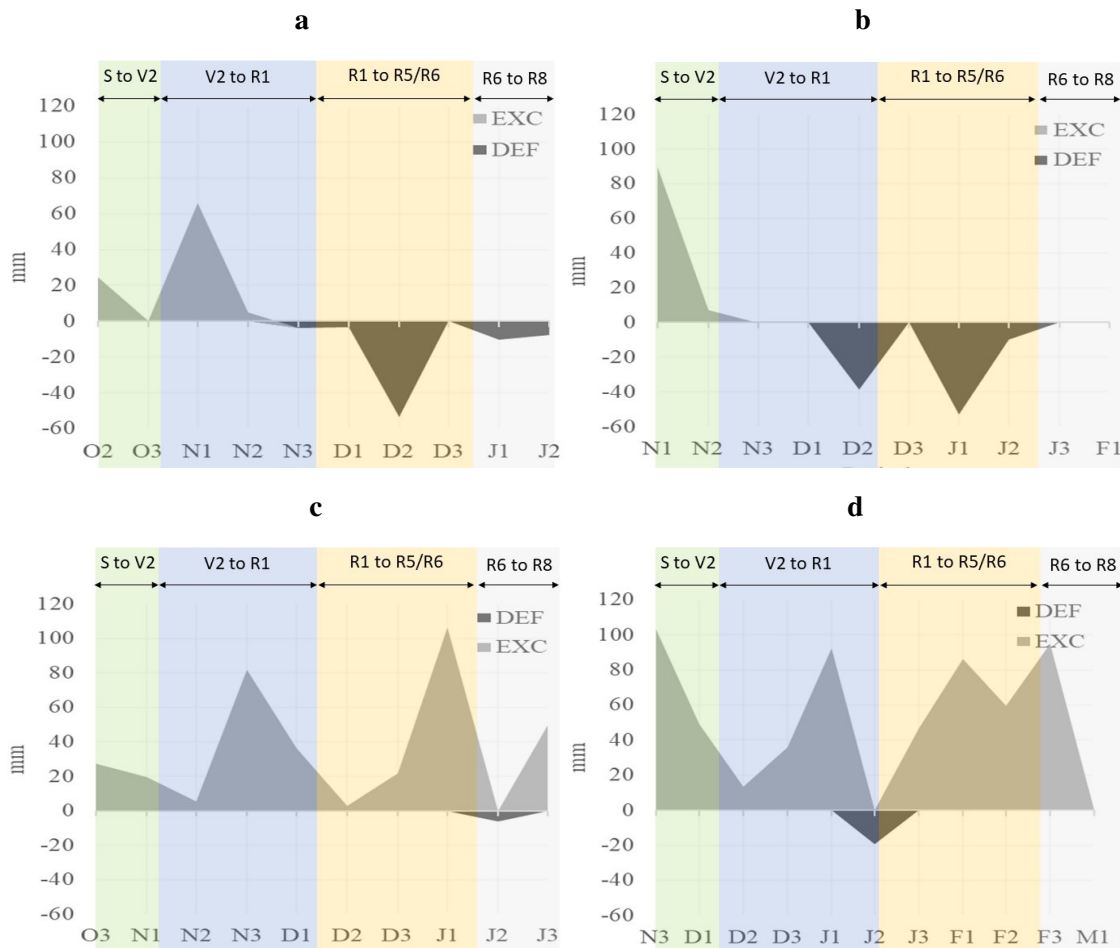 a
S to V2 V2 to R1 R1 to R5/R6 R6 to R8
120
100
80
60
40
20
0
-20
-40
-60
mm
EXC
DEF
O2 O3 N1 N2 N3 D1 D2 D3 J1 J2
b
S to V2 V2 to R1 R1 to R5/R6 R6 to R8
120
100
80
60
40
20
0
-20
-40
-60
mm
EXC
DEF
N1 N2 N3 D1 D2 D3 J1 J2 J3 F1
c
S to V2 V2 to R1 R1 to R5/R6 R6 to R8
120
100
80
60
40
20
0
-20
-40
-60
mm
DEF
EXC
O3 N1 N2 N3 D1 D2 D3 J1 J2 J3
d
S to V2 V2 to R1 R1 to R5/R6 R6 to R8
120
100
80
60
40
20
0
-20
-40
-60
mm
DEF
EXC
N3 D1 D2 D3 J1 J2 J3 F1 F2 F3 M1